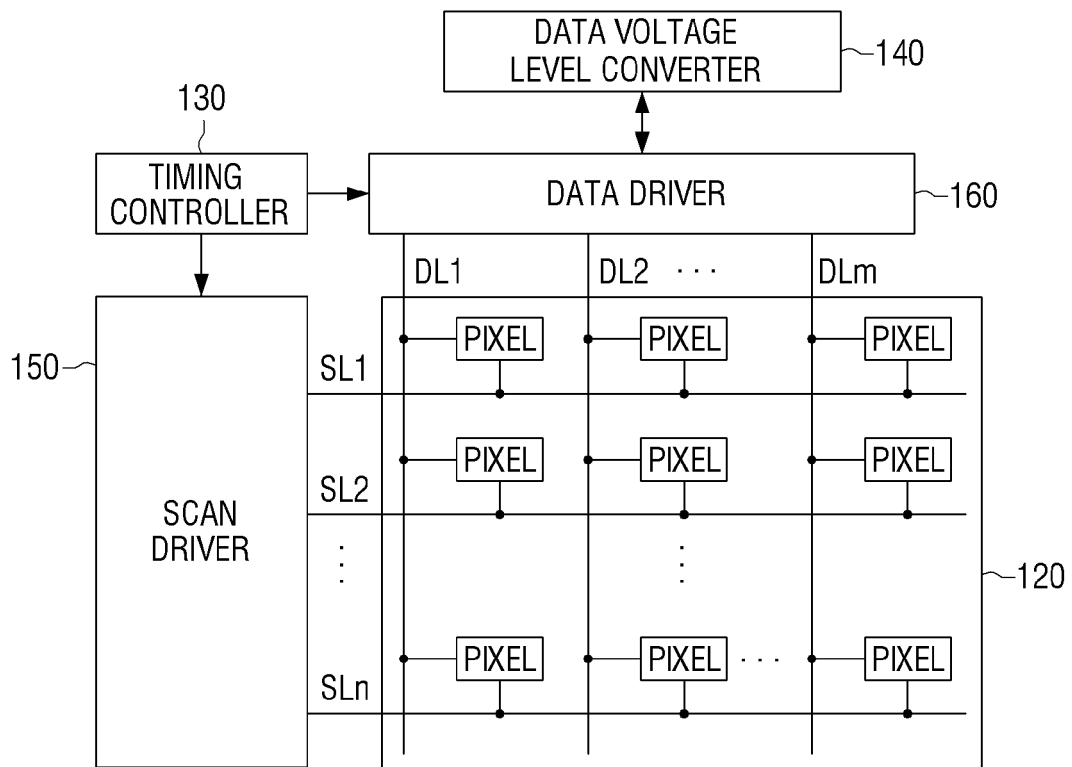 DATA VOLTAGE
LEVEL CONVERTER
140
130
TIMING
CONTROLLER
DATA DRIVER
160
DL1 DL2 · · · DLm
150
SCAN
DRIVER
SL1
PIXEL PIXEL PIXEL
SL2
PIXEL PIXEL PIXEL
120
SLn
PIXEL PIXEL · · · PIXEL